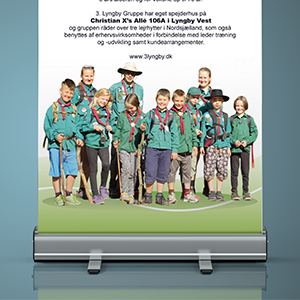 3. Lyngby Gruppe har eget spejderhus på
Christian X's Allé 106A i Lyngby Vest
og gruppen råder over tre lejrhytter i Nordsjælland, som også
benyttes af erhvervsvirksomheder i forbindelse med leder træning
og -udvikling samt kundearrangementer.
www.3lyngby.dk